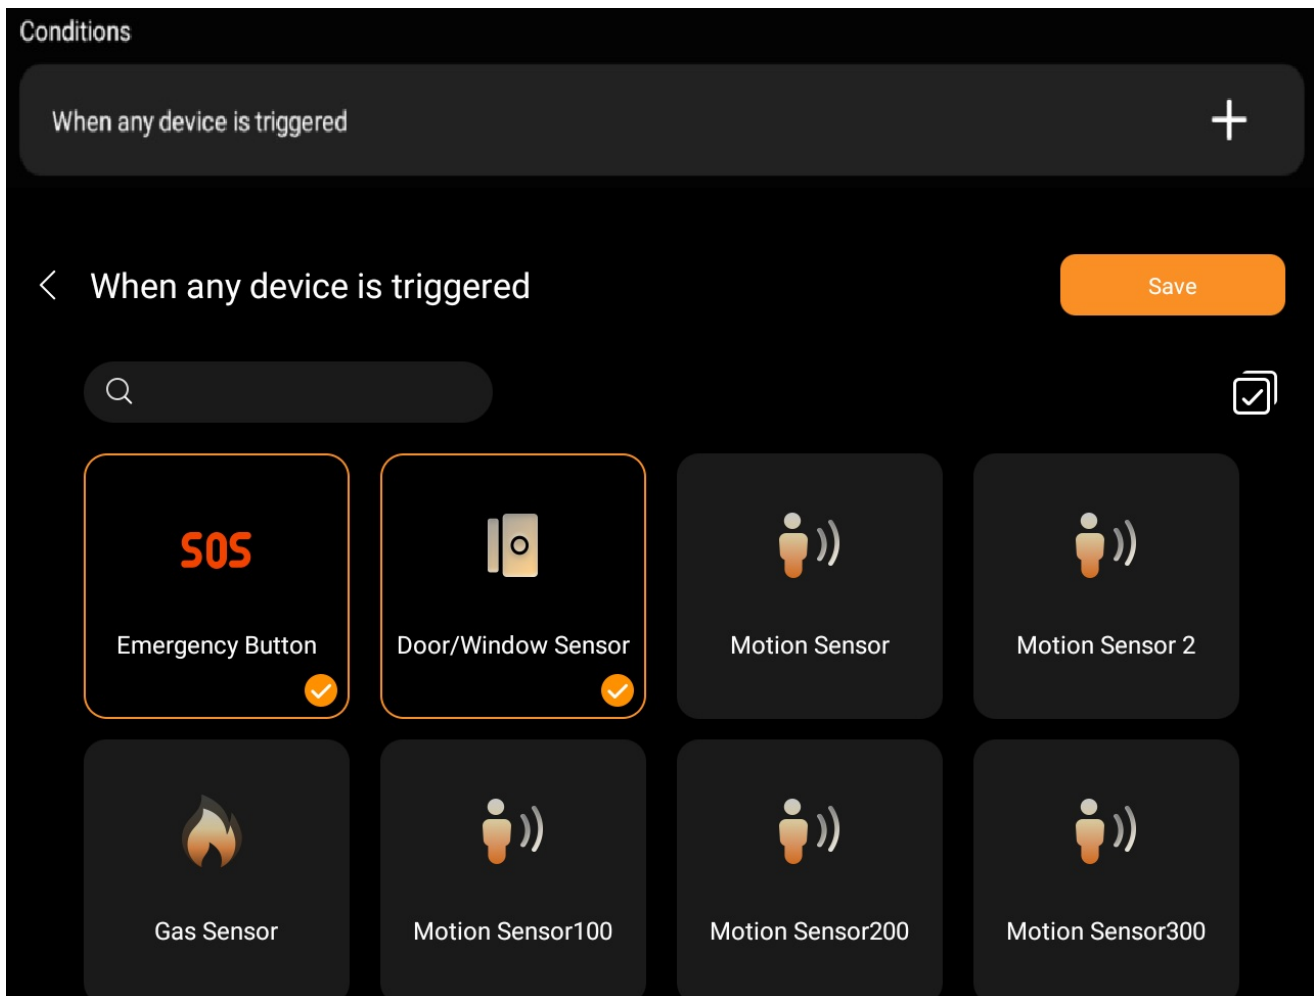 Conditions
When any device is triggered
When any device is triggered
Save
SOS
Emergency Button
Door/Window Sensor
Motion Sensor
Motion Sensor 2
Gas Sensor
Motion Sensor100
Motion Sensor200
Motion Sensor300